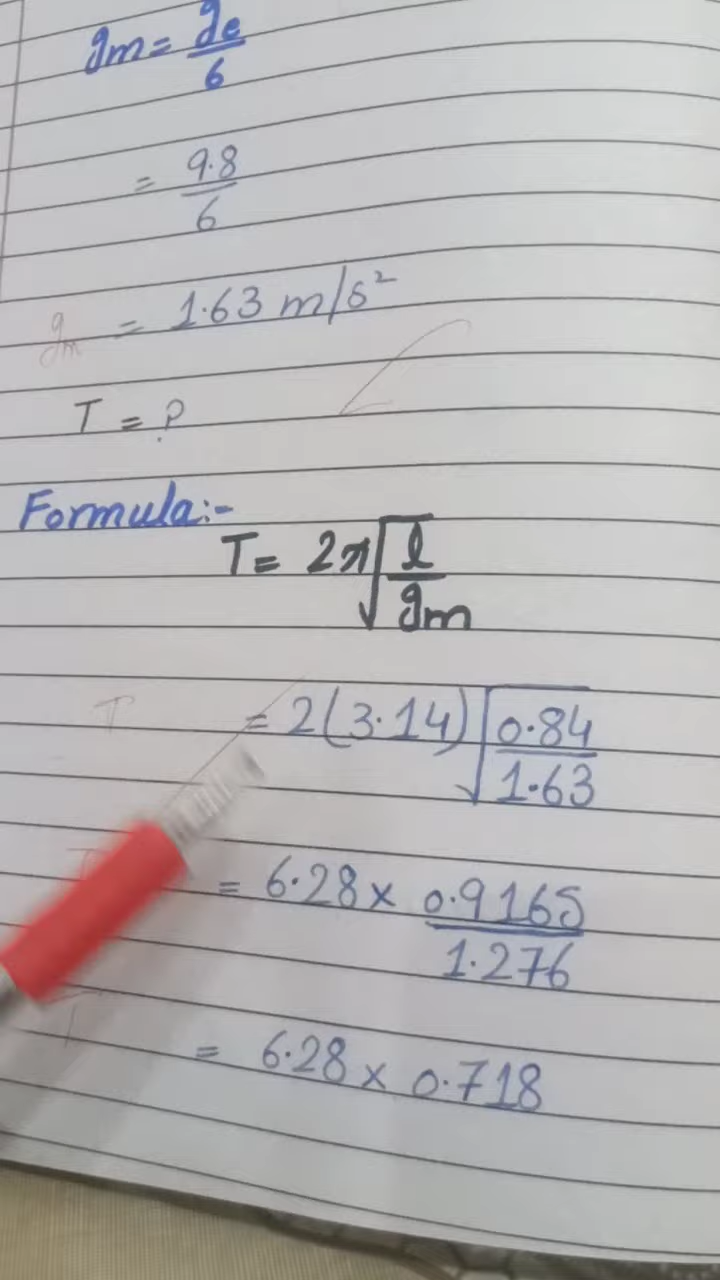 gm = ge/6
= 9.8/6
gm = 1.63 m/s²
T = ?
Formula:-
T = 2π√(l/gm)
T = 2(3.14)√(0.84/1.63)
= 6.28 × 0.9165/1.276
T = 6.28 × 0.718